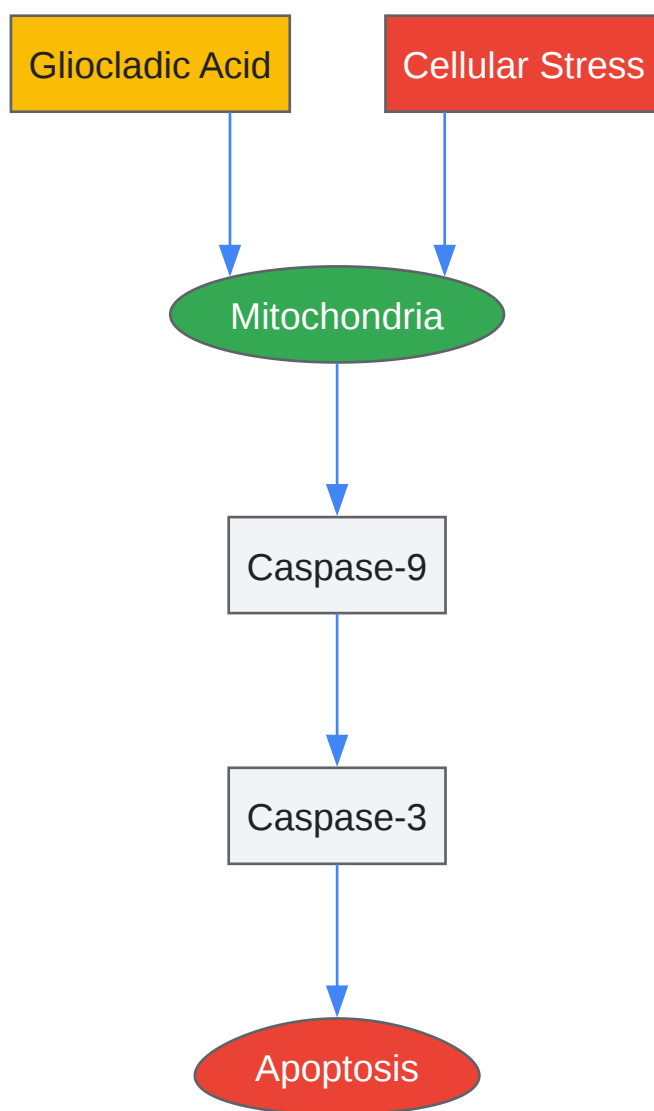 Gliocladic Acid
Cellular Stress
Mitochondria
Caspase-9
Caspase-3
Apoptosis